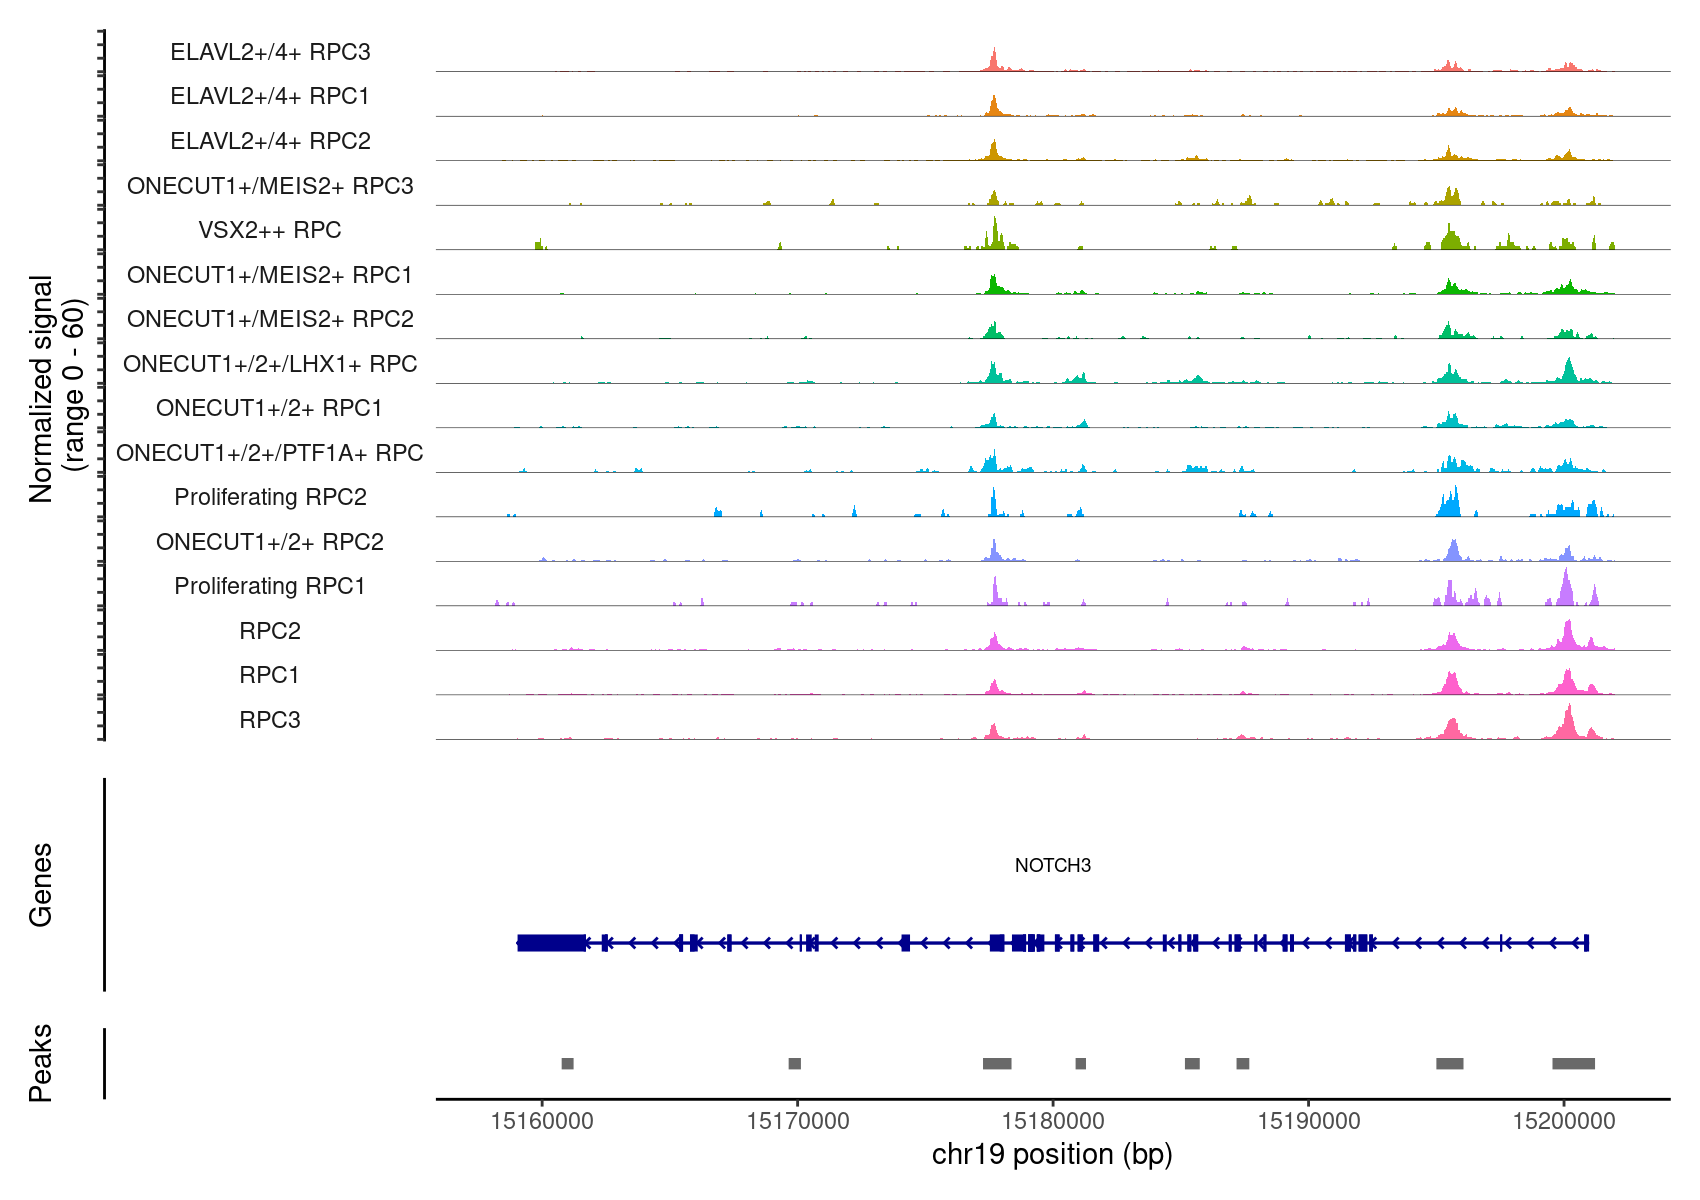 Normalized signal
(range 0 - 60)
ELAVL2+/4+ RPC3
ELAVL2+/4+ RPC1
ELAVL2+/4+ RPC2
ONECUT1+/MEIS2+ RPC3
VSX2++ RPC
ONECUT1+/MEIS2+ RPC1
ONECUT1+/MEIS2+ RPC2
ONECUT1+/2+/LHX1+ RPC
ONECUT1+/2+ RPC1
ONECUT1+/2+/PTF1A+ RPC
Proliferating RPC2
ONECUT1+/2+ RPC2
Proliferating RPC1
RPC2
RPC1
RPC3
Genes
NOTCH3
Peaks
15160000 15170000 15180000 15190000 15200000
chr19 position (bp)